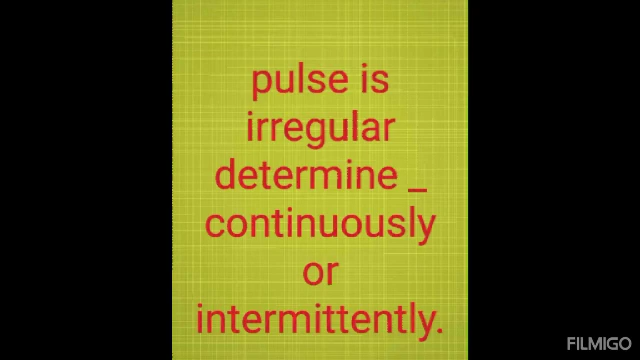 pulse is
irregular
determine _
continuously
or
intermittently.
FILMIGO